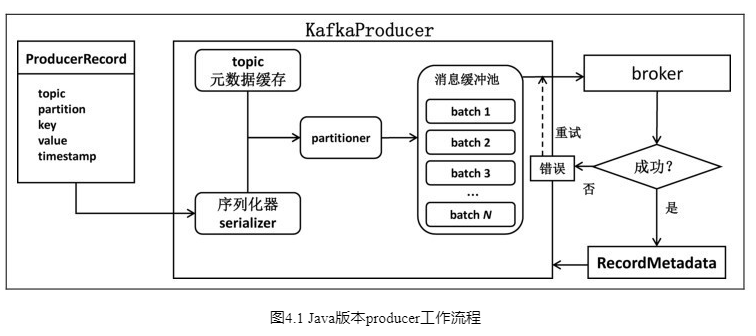 KafkaProducer
ProducerRecord
topic
partition
key
value
timestamp
topic
元数据缓存
序列化器
serializer
partitioner
消息缓冲池
batch 1
batch 2
batch 3
...
batch N
broker
重试
错误
成功？
否
是
RecordMetadata
图4.1 Java版本producer工作流程